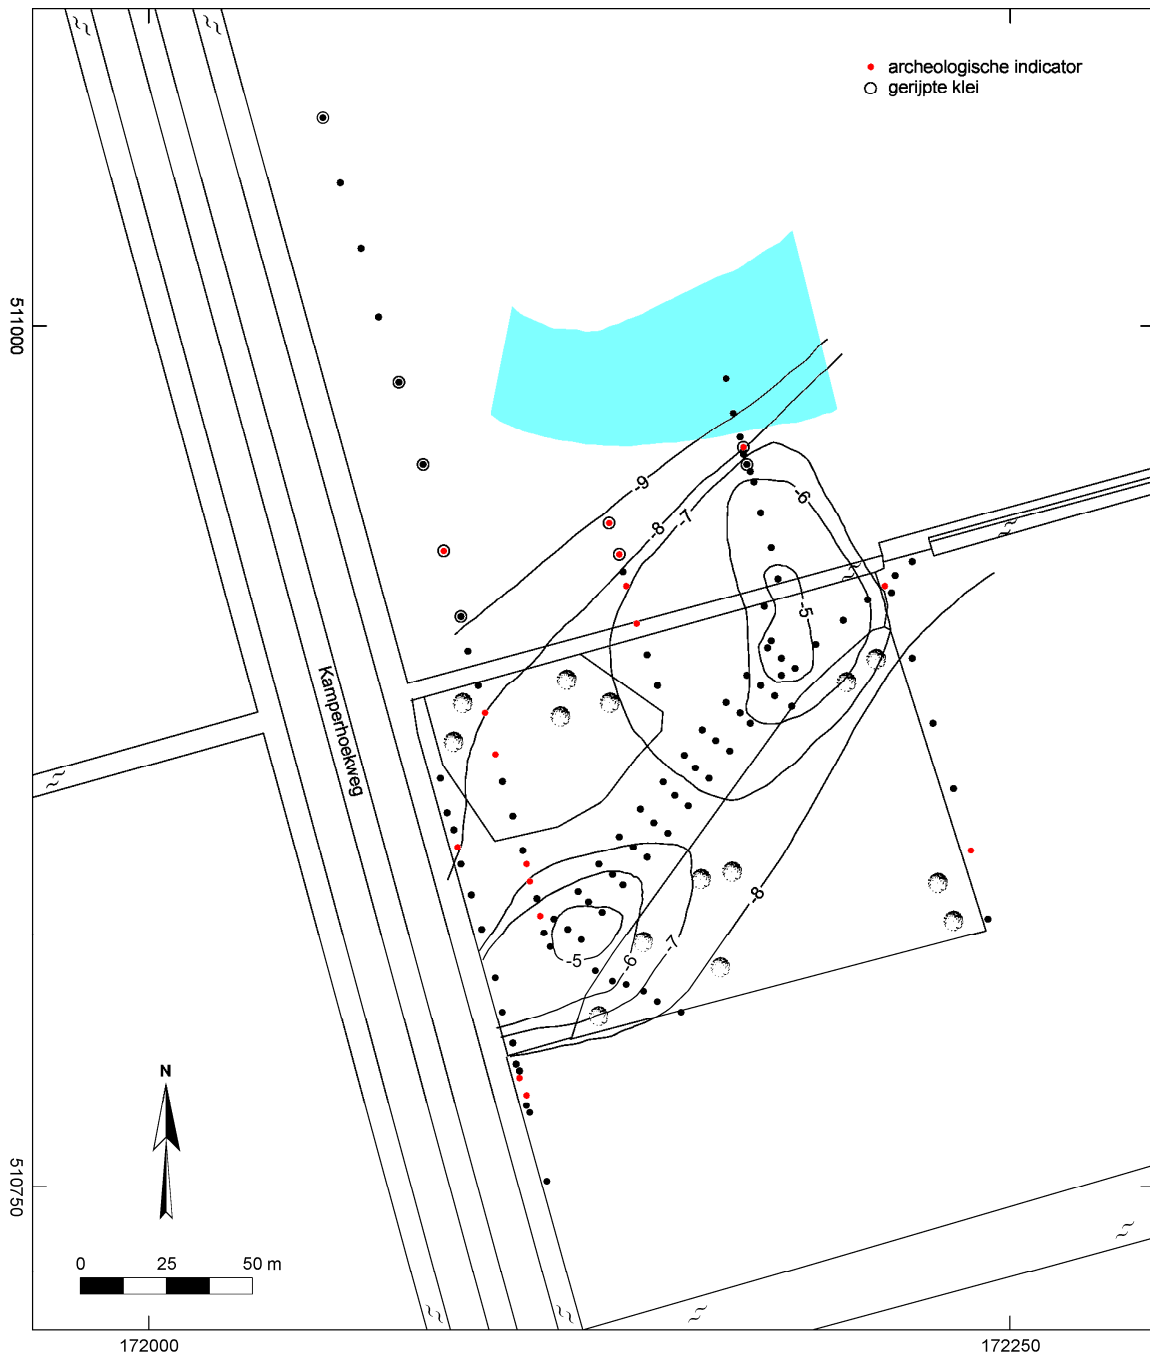 archeologische indicator
gerijpte klei
511000
-9
-8
-7
-6
-5
Kamperhoekweg
-8
-7
-6
-5
N
510750
0 25 50 m
172000 172250